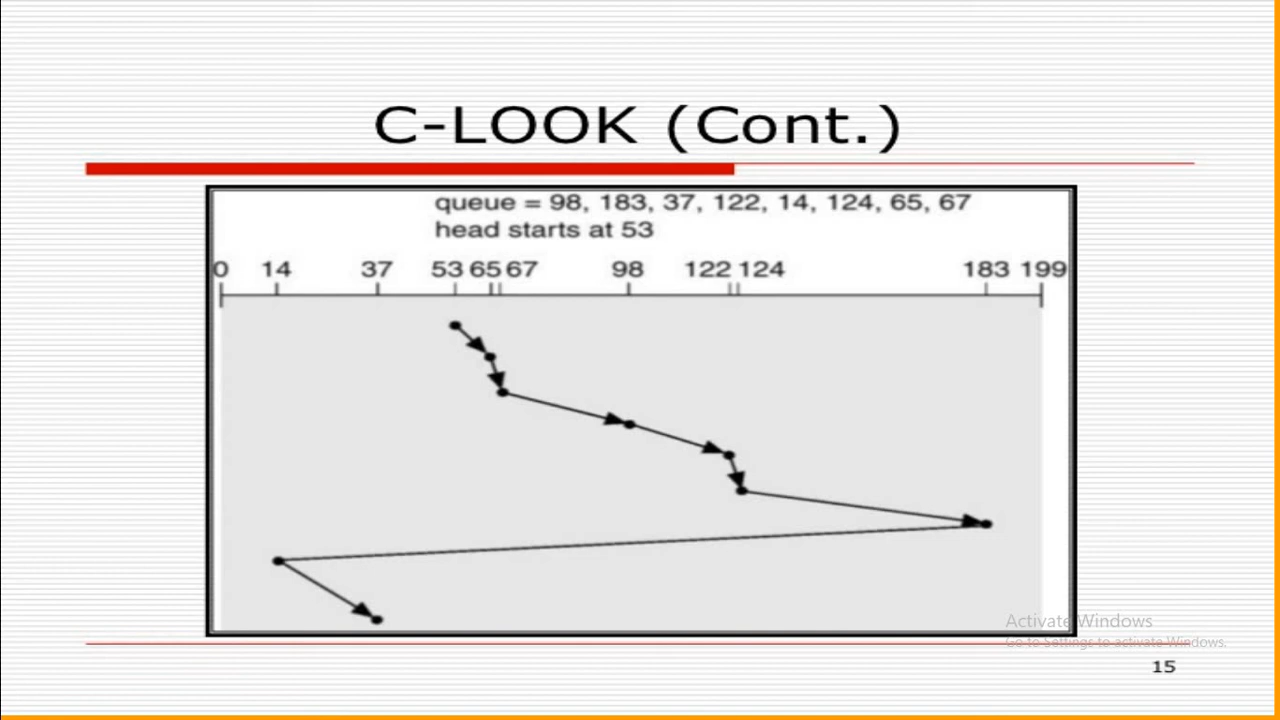 C-LOOK (Cont.)
queue = 98, 183, 37, 122, 14, 124, 65, 67
head starts at 53
0 14 37 53 65 67 98 122 124 183 199
Activate Windows
Go to Settings to activate Windows.
15